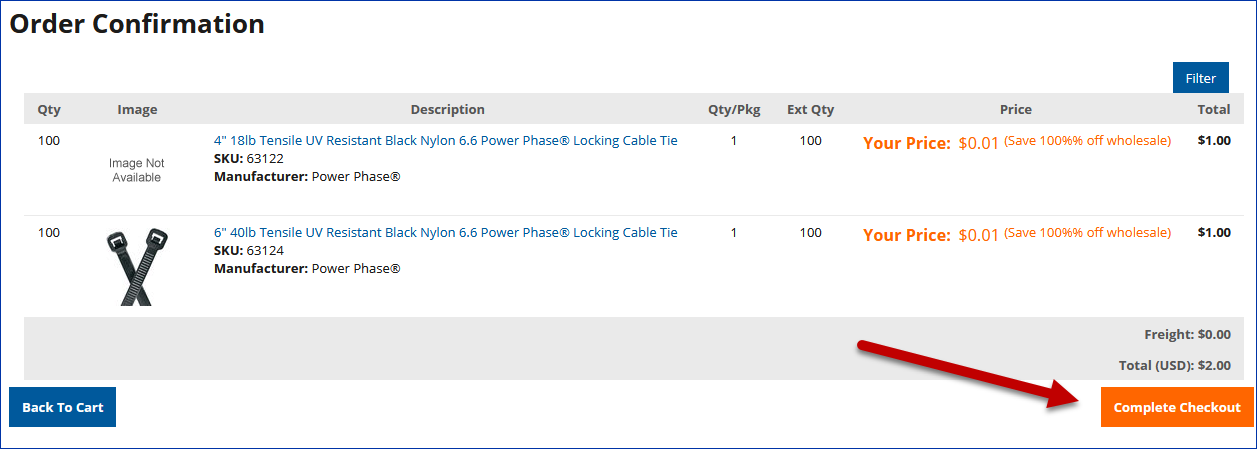 Order Confirmation
Filter
Qty Image Description Qty/Pkg Ext Qty Price Total
100 Image Not Available 4" 18lb Tensile UV Resistant Black Nylon 6.6 Power Phase® Locking Cable Tie 1 100 Your Price: $0.01 (Save 100%% off wholesale) $1.00
SKU: 63122
Manufacturer: Power Phase®
100 6" 40lb Tensile UV Resistant Black Nylon 6.6 Power Phase® Locking Cable Tie 1 100 Your Price: $0.01 (Save 100%% off wholesale) $1.00
SKU: 63124
Manufacturer: Power Phase®
Freight: $0.00
Total (USD): $2.00
Back To Cart Complete Checkout